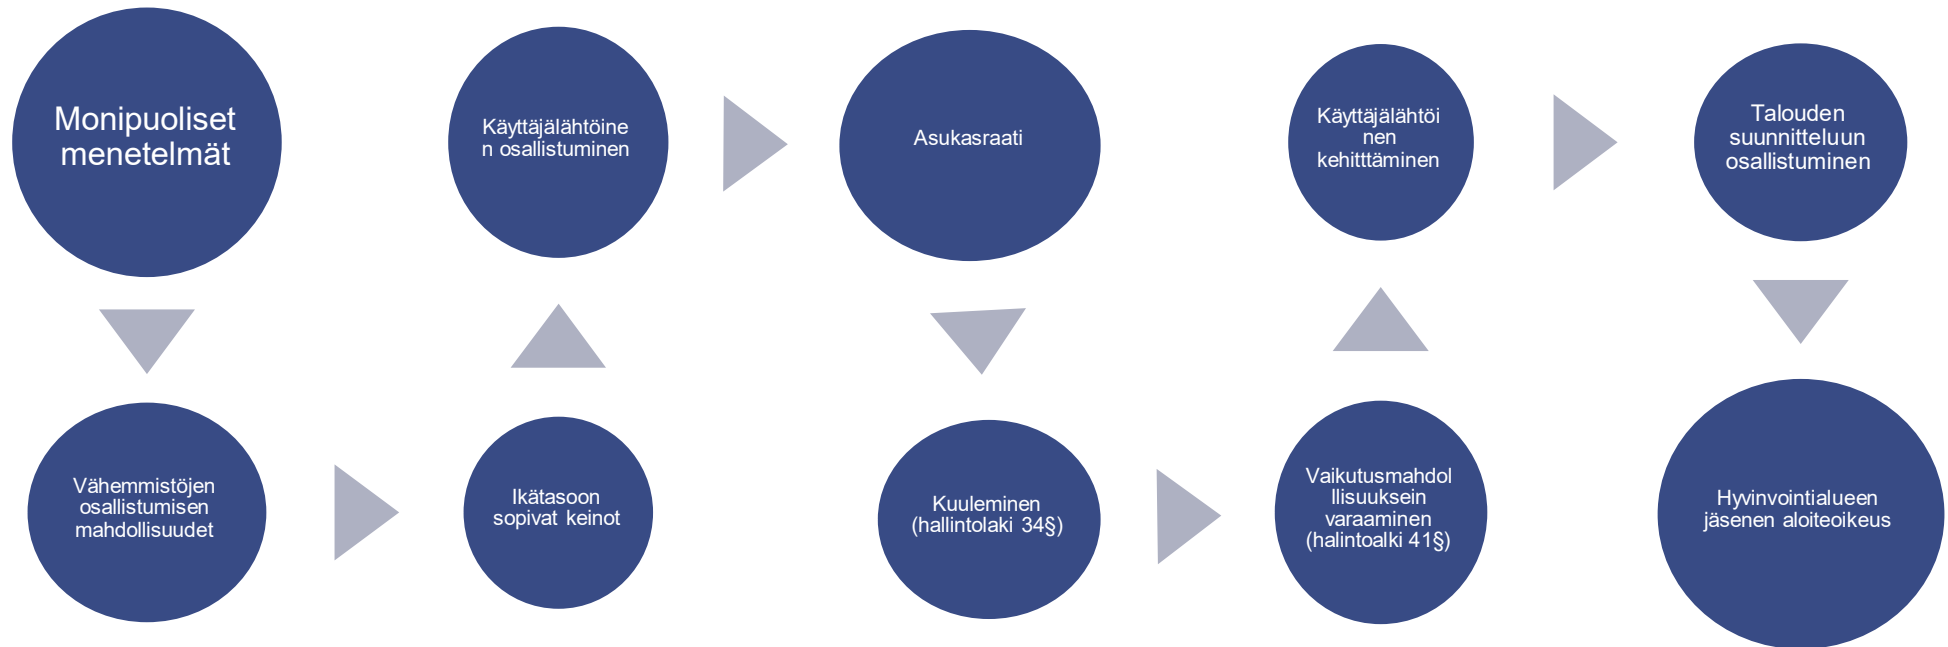 Monipuoliset
menetelmät
Vähemmistöjen
osallistumisen
mahdollisuudet
Ikätasoon
sopivat keinot
Käyttäjälähtöine
n osallistuminen
Asukasraati
Kuuleminen
(hallintolaki 34§)
Vaikutusmahdol
llisuuksein
varaaminen
(halintoalki 41§)
Käyttäjälähtöi
nen
kehitttäminen
Talouden
suunnitteluun
osallistuminen
Hyvinvointialueen
jäsenen aloiteoikeus